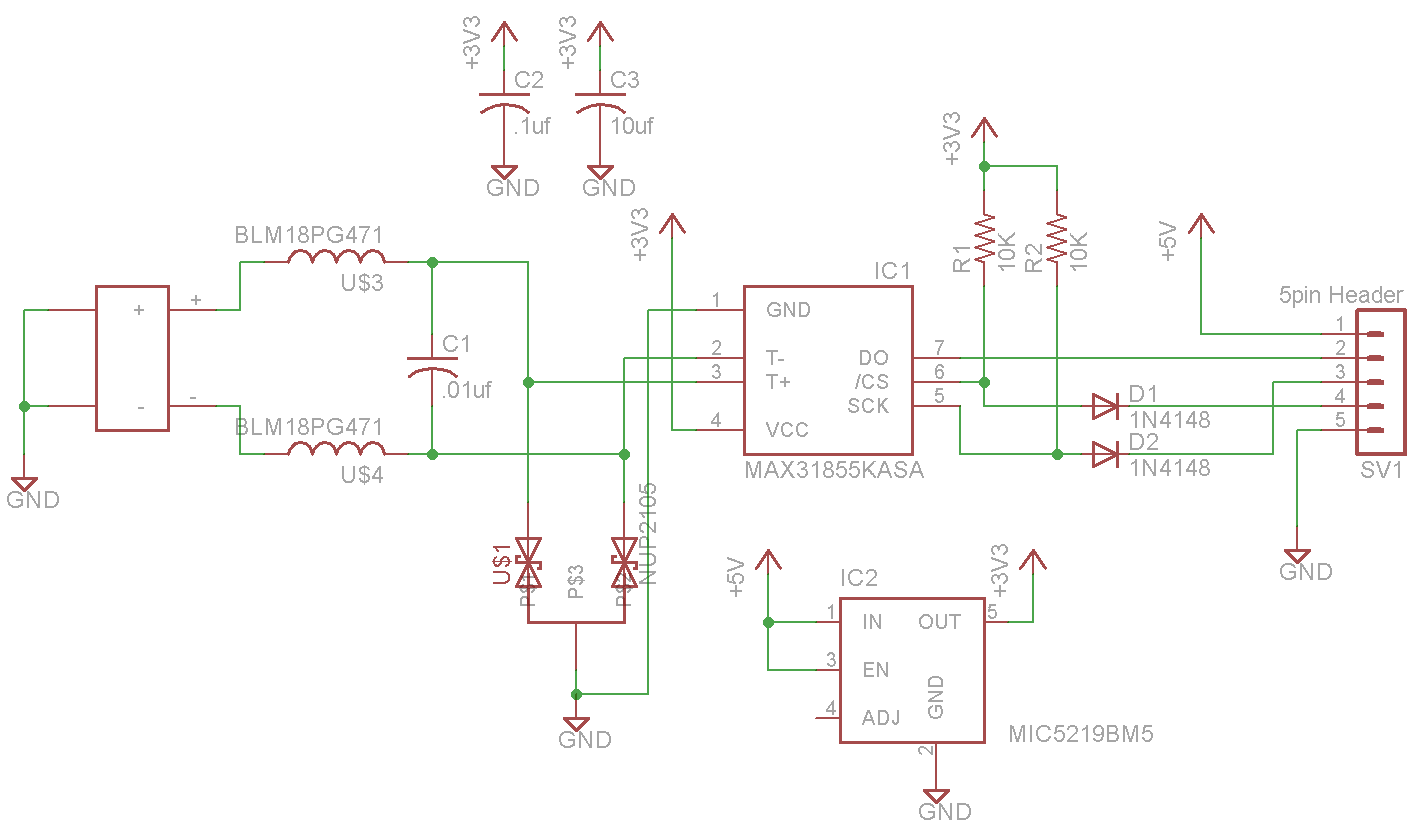 +3V3
C2
.1uf
GND
+3V3
C3
10uf
GND
BLM18PG471
U$3
+
-
+
-
GND
C1
.01uf
BLM18PG471
U$4
+3V3
IC1
1
GND
2
T-
3
T+
4
VCC
DO
7
/CS
6
SCK
5
MAX31855KASA
+3V3
R1
10K
R2
10K
D1
1N4148
D2
1N4148
+5V
5pin Header
1
2
3
4
5
SV1
GND
U$1
P$1
P$3
P$2
NUP2105
GND
+5V
IC2
+3V3
1
IN
OUT
5
3
EN
4
ADJ
GND
2
MIC5219BM5
GND